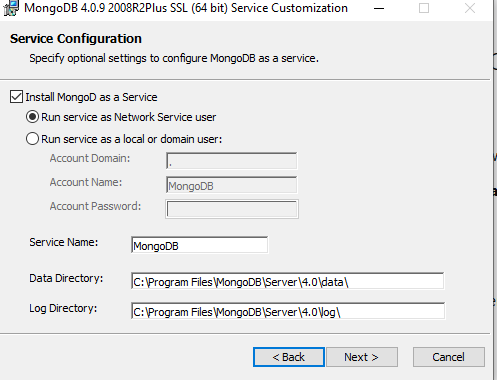 MongoDB 4.0.9 2008R2Plus SSL (64 bit) Service Customization
Service Configuration
Specify optional settings to configure MongoDB as a service.
Install MongoD as a Service
Run service as Network Service user
Run service as a local or domain user:
Account Domain: .
Account Name: MongoDB
Account Password:
Service Name: MongoDB
Data Directory: C:\Program Files\MongoDB\Server\4.0\data\
Log Directory: C:\Program Files\MongoDB\Server\4.0\log\
< Back Next > Cancel